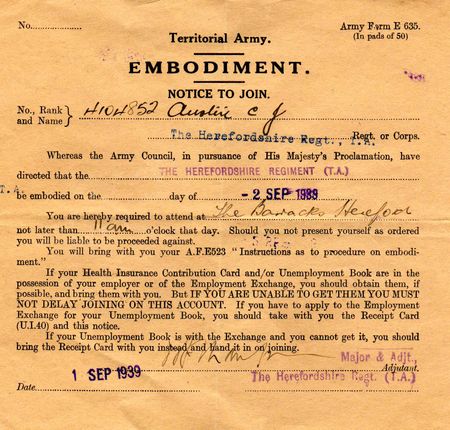 No.
Army Form E 635.
(In pads of 50)
Territorial Army.
EMBODIMENT.
NOTICE TO JOIN.
No., Rank and Name } 4104852 Austin C J
The Herefordshire Regt., T.A. Regt. or Corps.
Whereas the Army Council, in pursuance of His Majesty's Proclamation, have
directed that the THE HEREFORDSHIRE REGIMENT (T.A.)
T.A.
be embodied on the day of - 2 SEP 1939
You are hereby required to attend at The Barracks Hereford
not later than 11 am o'clock that day. Should you not present yourself as ordered
you will be liable to be proceeded against.
You will bring with you A.F.E523 "Instructions as to procedure on embodi-
ment."
If your Health Insurance Contribution Card and/or Unemployment Book are in the
possession of your employer or of the Employment Exchange, you should obtain them, if
possible, and bring them with you. But IF YOU ARE UNABLE TO GET THEM YOU MUST
NOT DELAY JOINING ON THIS ACCOUNT. If you have to apply to the Employment
Exchange for your Unemployment Book, you should take with you the Receipt Card
(U.I.40) and this notice.
If your Unemployment Book is with the Exchange and you cannot get it, you should
bring the Receipt Card with you instead and hand it in on joining.
Major & Adjt.,
Adjutant.
1 SEP 1939
The Herefordshire Regt. (T.A.)
Date